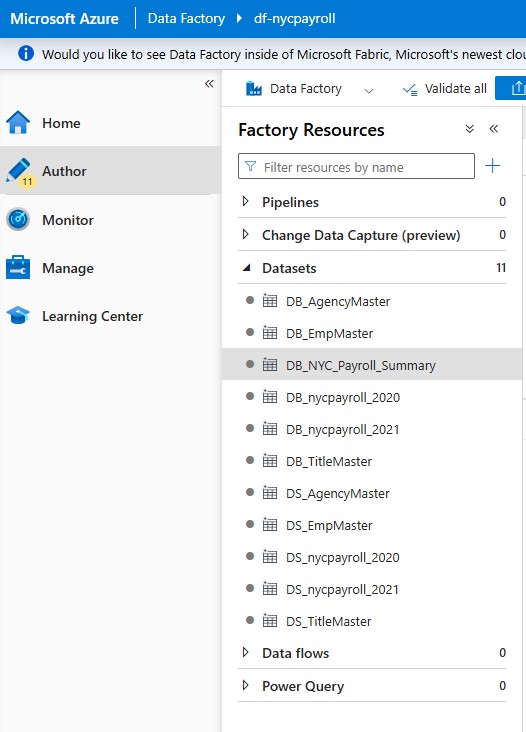 Microsoft Azure Data Factory df-nycpayroll
Would you like to see Data Factory inside of Microsoft Fabric, Microsoft's newest clou
Data Factory Validate all
Home
Author
11
Monitor
Manage
Learning Center
Factory Resources
Filter resources by name
Pipelines 0
Change Data Capture (preview) 0
Datasets 11
DB_AgencyMaster
DB_EmpMaster
DB_NYC_Payroll_Summary
DB_nycpayroll_2020
DB_nycpayroll_2021
DB_TitleMaster
DS_AgencyMaster
DS_EmpMaster
DS_nycpayroll_2020
DS_nycpayroll_2021
DS_TitleMaster
Data flows 0
Power Query 0